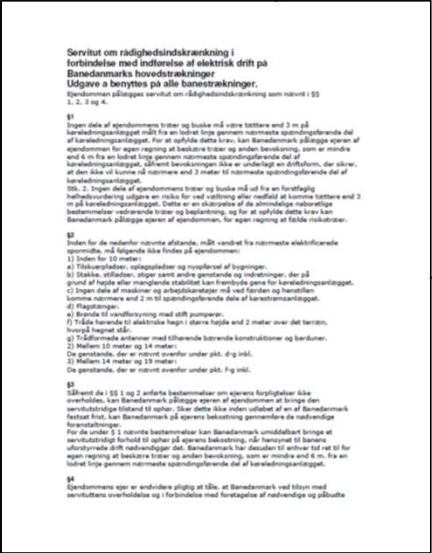 Servitut om rådighedsindskrænkning i
forbindelse med indførelse af elektrisk drift på
Banedanmarks hovedstrækninger
Udgave a benyttes på alle banestrækninger.
Ejendommen pålægges servitut om rådighedsindskrænkning som nævnt i §§
1, 2, 3 og 4.
§1
Ingen dele af ejendommens træer og buske må være tættere end 3 m på
køreledningsanlægget målt fra en lodret linje gennem nærmeste spændingsførende del
af køreledningsanlægget. For at opfylde dette krav, kan Banedanmark pålægge ejeren af
ejendommen for egen regning at beskære træer og anden bevoksning, som er mindre
end 6 m fra en lodret linje gennem nærmeste spændingsførende del af
køreledningsanlægget, såfremt bevoksningen ikke er underlagt en driftsform, der sikrer,
at den ikke vil kunne nå nærmere end 3 meter til nærmeste spændingsførende del af
køreledningsanlægget.
Stk. 2. Ingen dele af ejendommens træer og buske må ud fra en forstfaglig
helhedsvurdering udgøre en risiko for ved væltning eller nedfald at komme tættere end 3
m på køreledningsanlægget. Dette er en skærpelse af de almindelige naboretlige
bestemmelser vedrørende træer og beplantning, og for at opfylde dette krav kan
Banedanmark pålægge ejeren af ejendommen, for egen regning at fælde risikotræer.
§2
Inden for de nedenfor nævnte afstande, målt vandret fra nærmeste elektrificerede
spormidte, må følgende ikke findes på ejendommen:
1) Inden for 10 meter:
a) Tilskuerpladser, oplagspladser og nyopførsel af bygninger.
b) Stakke, stilladser, stiger samt andre genstande og indretninger, der på
grund af højde eller manglende stabilitet kan frembyde gene for køreledningsanlægget.
c) Ingen dele af maskiner og arbejdskøretøjer må ved færden og henstillen
komme nærmere end 2 m til spændingsførende dele af kørestrømsanlægget.
d) Flagstænger.
e) Brønde til vandforsyning med stift pumperør.
f) Tråde hørende til elektriske hegn i større højde end 2 meter over det terræn,
hvorpå hegnet står.
g) Trådformede antenner med tilhørende bærende konstruktioner og barduner.
2) Mellem 10 meter og 14 meter:
De genstande, der er nævnt ovenfor under pkt. d-g inkl.
3) Mellem 14 meter og 19 meter:
De genstande, der er nævnt ovenfor under pkt. f-g inkl.
§3
Såfremt de i §§ 1 og 2 anførte bestemmelser om ejerens forpligtelser ikke
overholdes, kan Banedanmark pålægge ejeren af ejendommen at bringe den
servitutstridige tilstand til ophør. Sker dette ikke inden udløbet af en af Banedanmark
fastsat frist, kan Banedanmark på ejerens bekostning gennemføre de nødvendige
foranstaltninger.
For de under § 1 nævnte bestemmelser kan Banedanmark umiddelbart bringe et
servitutstridigt forhold til ophør på ejerens bekostning, når hensynet til banens
uforstyrrede drift nødvendiggør det. Banedanmark har desuden til enhver tid ret til for
egen regning at beskære træer og anden bevoksning, som er mindre end 6 m. fra en
lodret linje gennem nærmeste spændingsførende del af køreledningsanlægget.
§4
Ejendommens ejer er endvidere pligtig at tåle, at Banedanmark ved tilsyn med
servituttens overholdelse og i forbindelse med foretagelse af nødvendige og påbudte